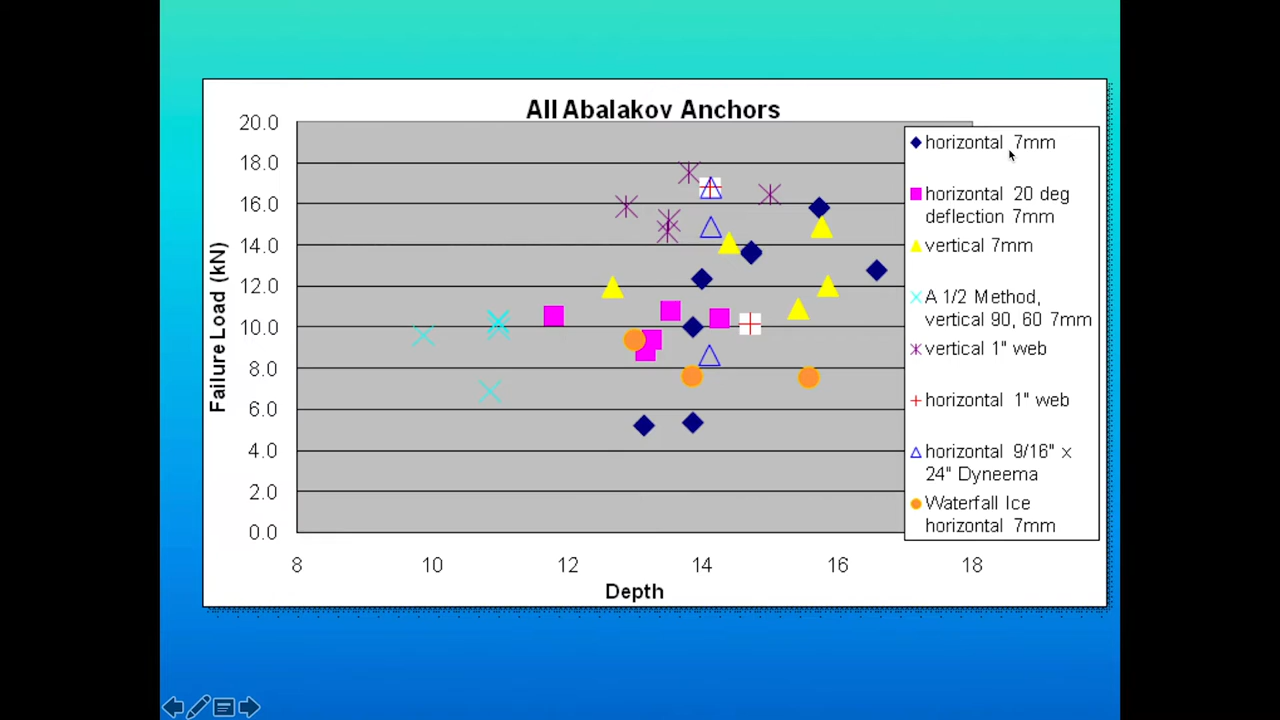 All Abalakov Anchors
20.0
18.0
16.0
14.0
12.0
10.0
8.0
6.0
4.0
2.0
0.0
Failure Load (kN)
8 10 12 14 16 18
Depth
horizontal 7mm
horizontal 20 deg
deflection 7mm
vertical 7mm
A 1/2 Method,
vertical 90, 60 7mm
vertical 1" web
horizontal 1" web
horizontal 9/16" x
24" Dyneema
Waterfall Ice
horizontal 7mm